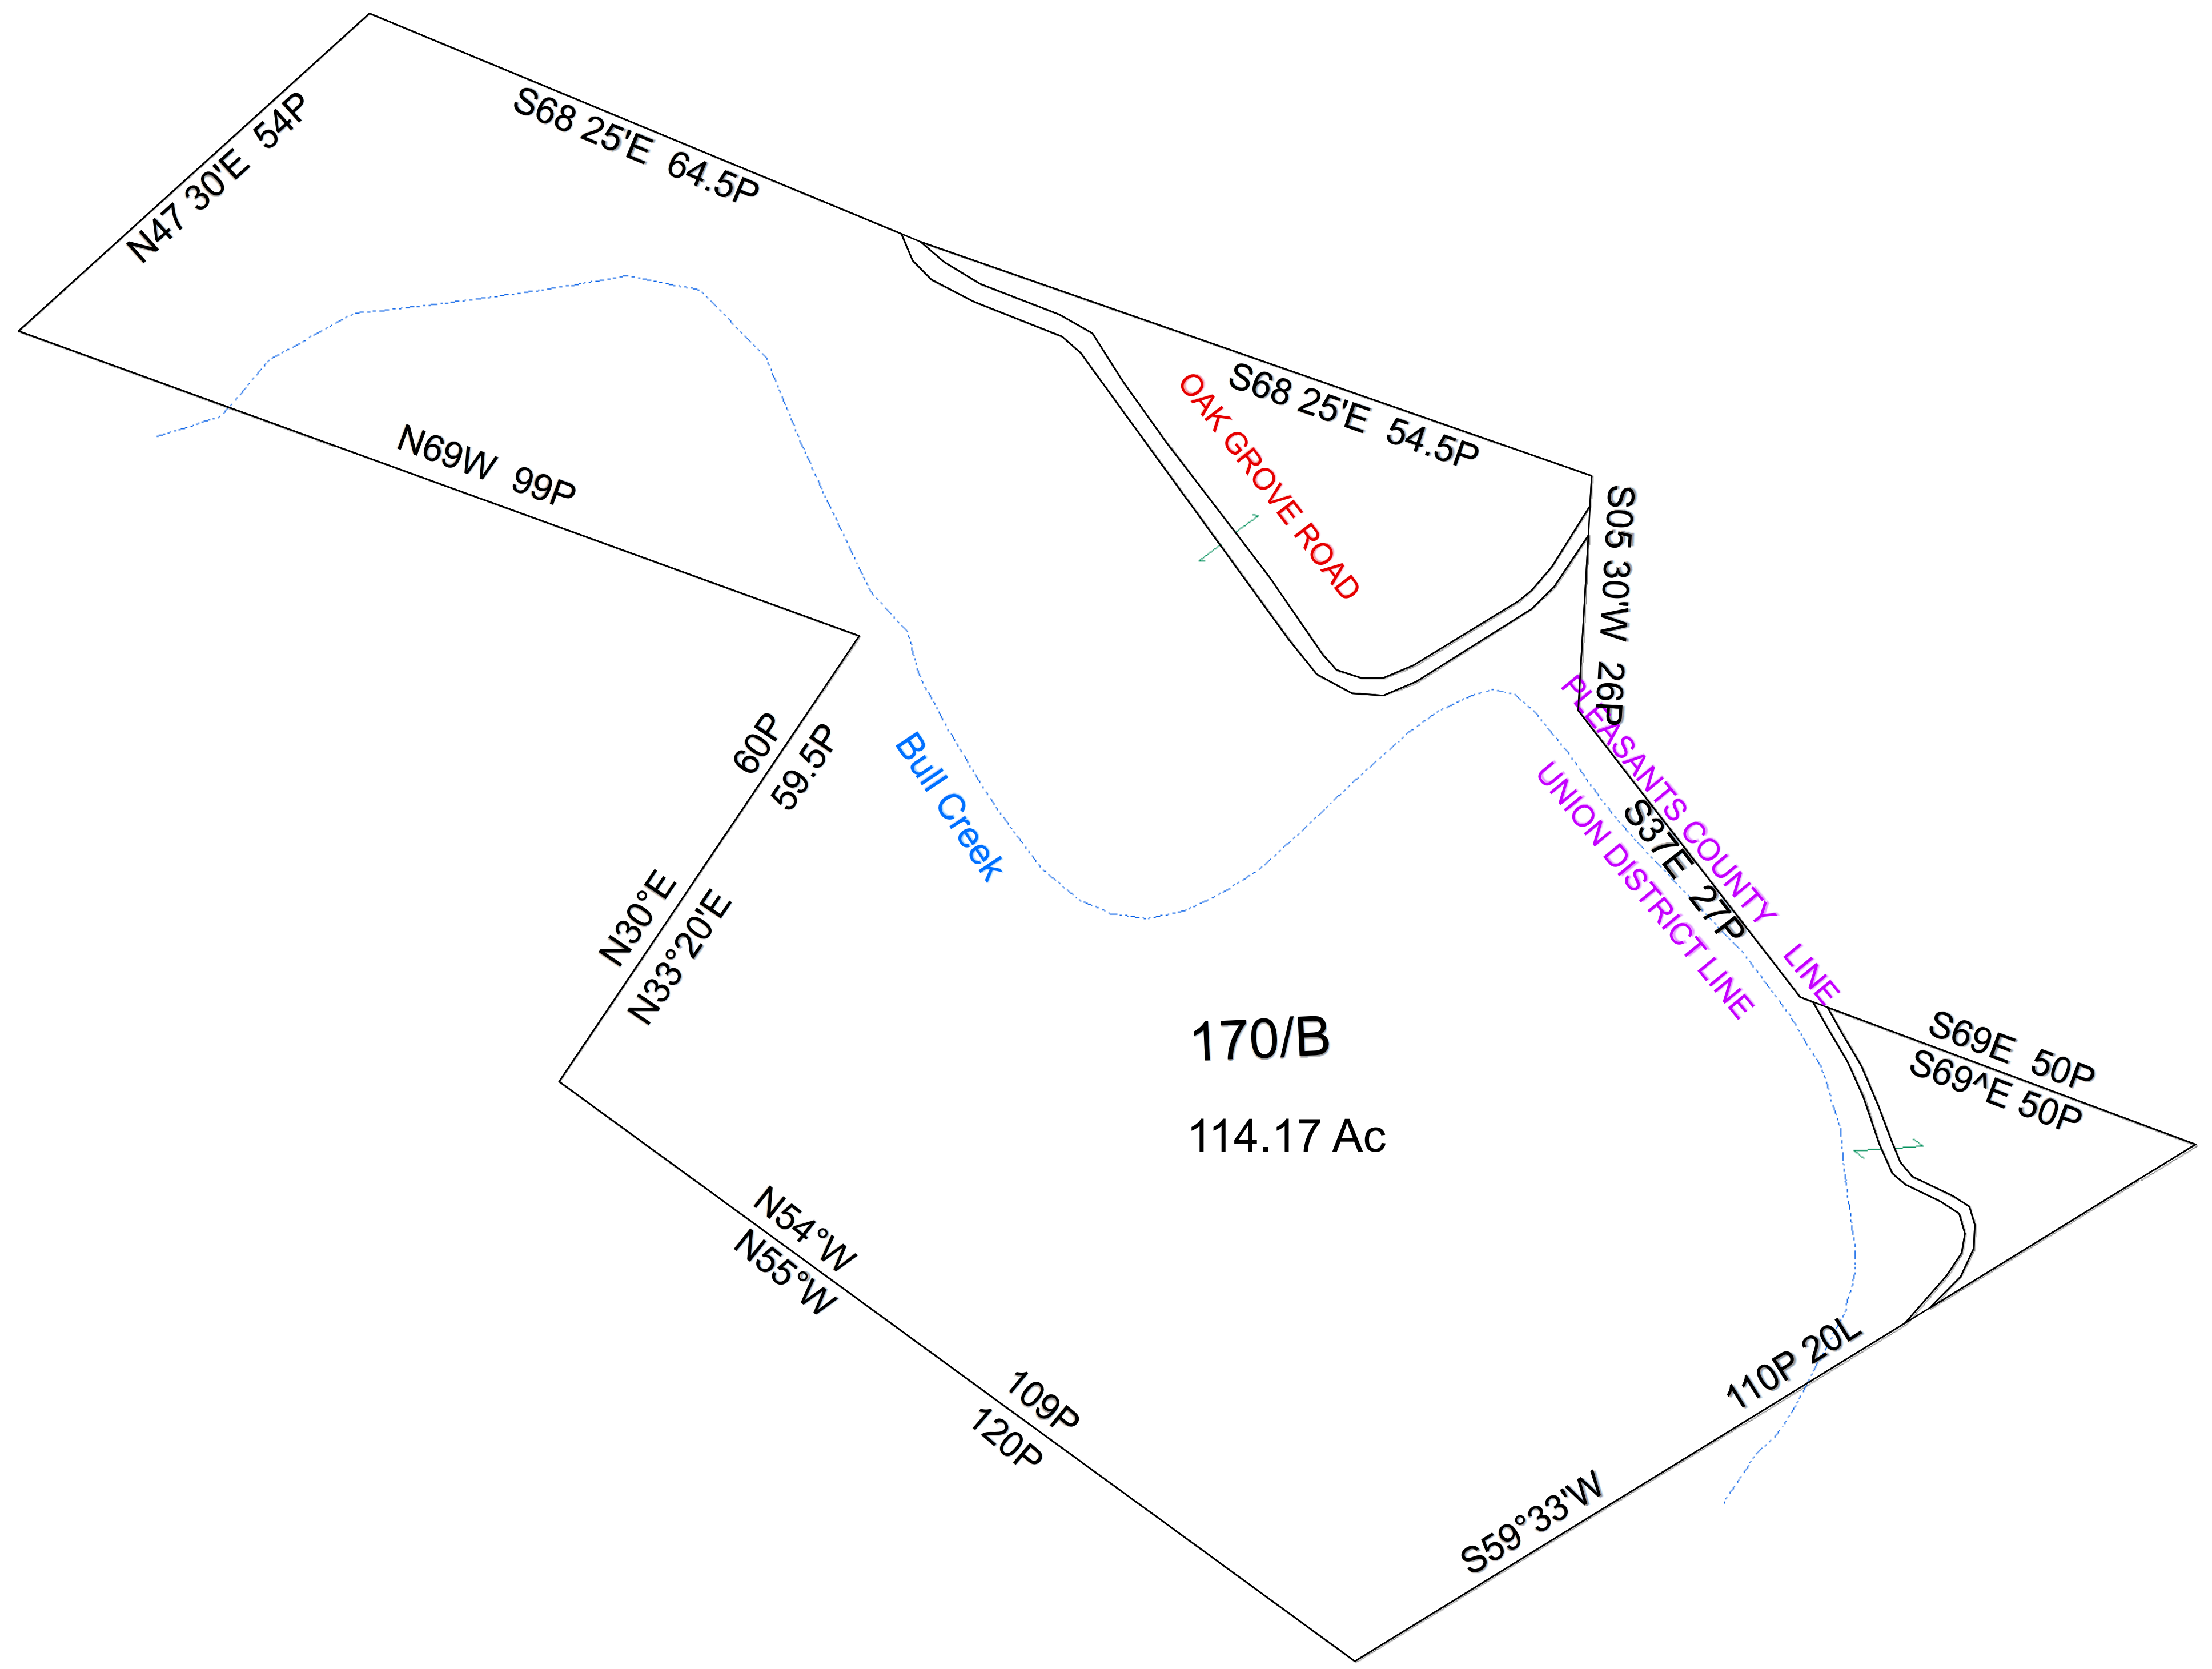 N47 30'E  54P
S68 25'E  64.5P
S68 25'E  54.5P
OAK GROVE ROAD
N69W  99P
S05 30'W  26P
PLEASANTS COUNTY  LINE
UNION DISTRICT LINE
S37E  27P
60P
59.5P
Bull Creek
N30°E
N33°20'E
170/B
114.17 Ac
S69E  50P
S69^E 50P
N54°W
N55°W
109P
120P
110P 20L
S59°33'W